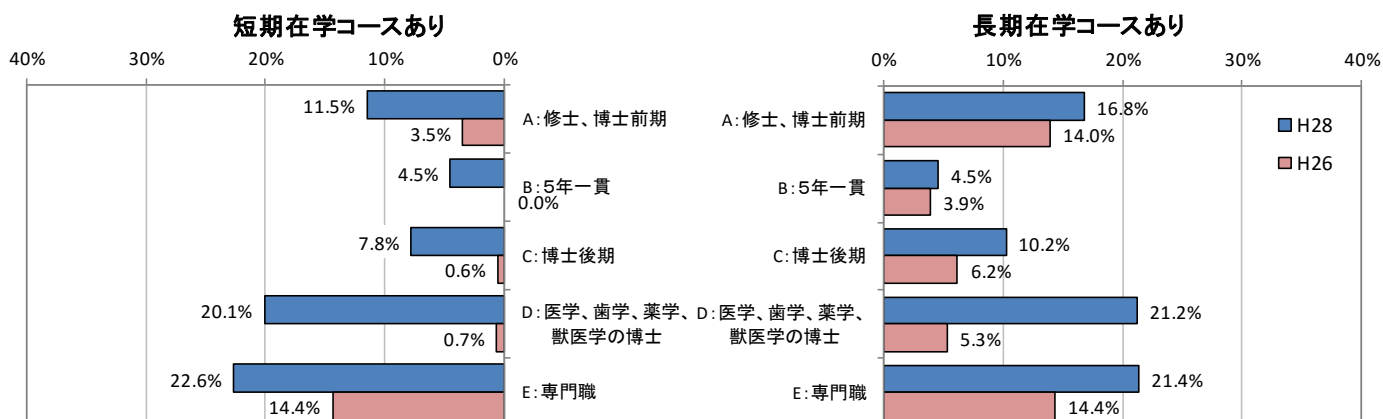 短期在学コースあり
40%
30%
20%
10%
0%
11.5%
3.5%
A:修士、博士前期
4.5%
0.0%
B:5年一貫
7.8%
0.6%
C:博士後期
20.1%
0.7%
D:医学、歯学、薬学、
獣医学の博士
22.6%
14.4%
E:専門職
長期在学コースあり
0%
10%
20%
30%
40%
A:修士、博士前期
16.8%
14.0%
B:5年一貫
4.5%
3.9%
C:博士後期
10.2%
6.2%
D:医学、歯学、薬学、
獣医学の博士
21.2%
5.3%
E:専門職
21.4%
14.4%
H28
H26